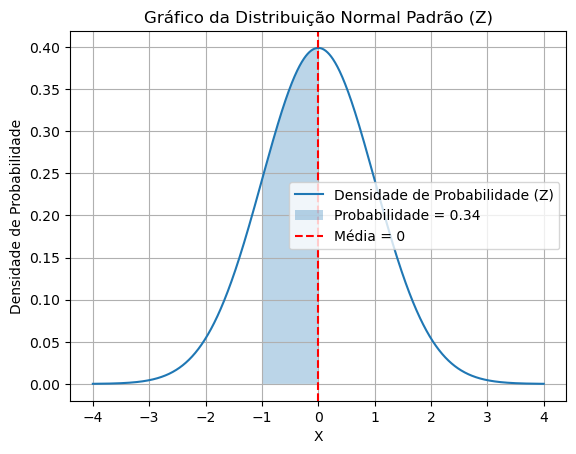 Gráfico da Distribuição Normal Padrão (Z)
Densidade de Probabilidade
0.40
0.35
0.30
0.25
0.20
0.15
0.10
0.05
0.00
Densidade de Probabilidade (Z)
Probabilidade = 0.34
Média = 0
−4 −3 −2 −1 0 1 2 3 4
X